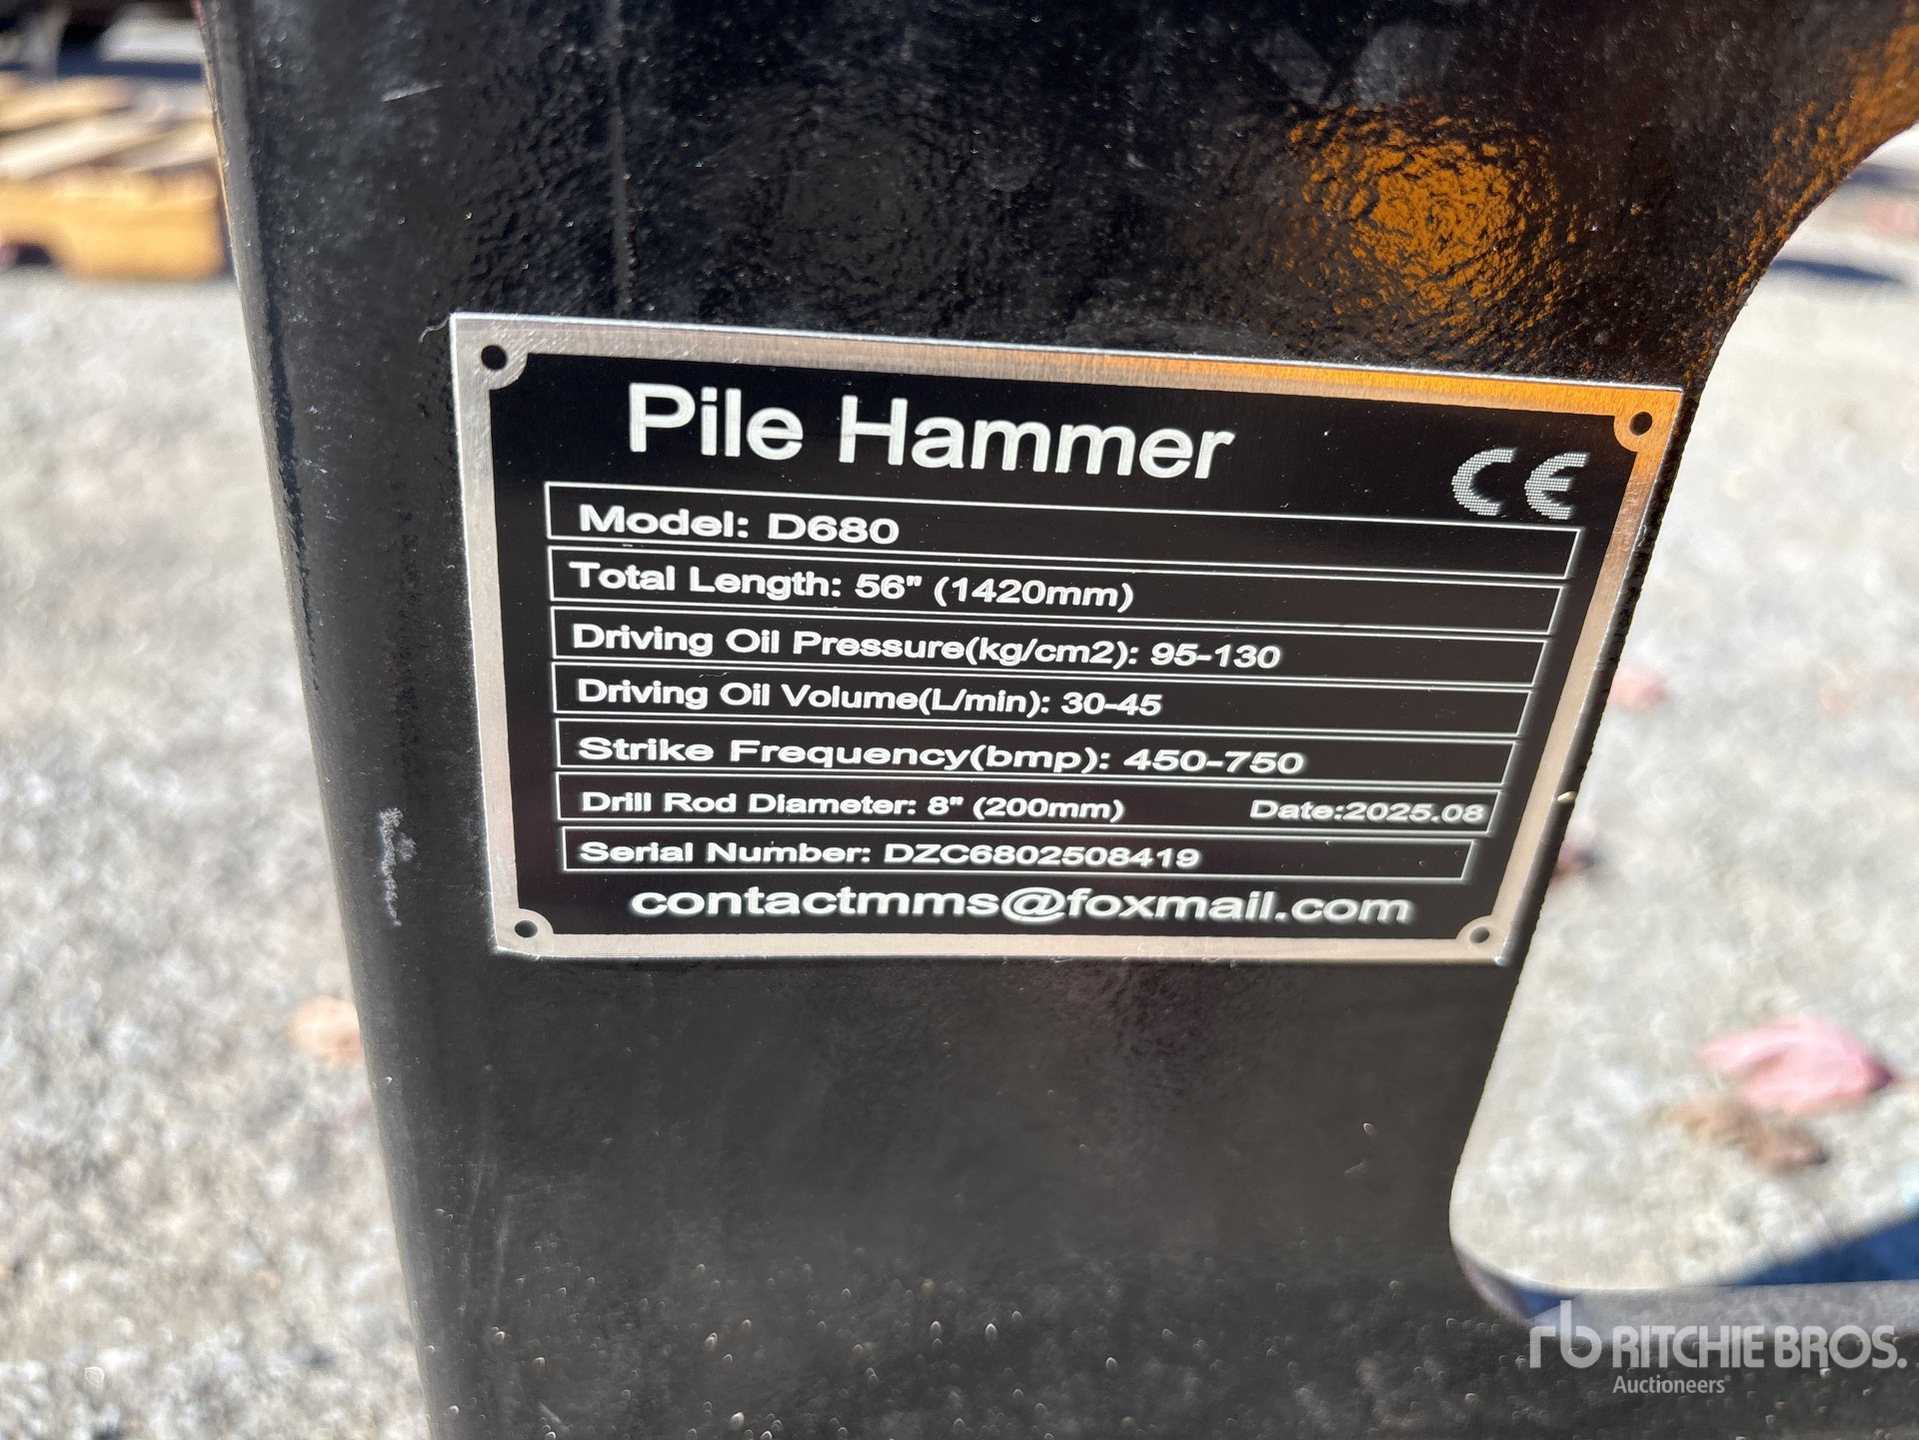 Pile Hammer
CE
Model: D680
Total Length: 56" (1420mm)
Driving Oil Pressure(kg/cm2): 95-130
Driving Oil Volume(L/min): 30-45
Strike Frequency(bmp): 450-750
Drill Rod Diameter: 8" (200mm) Date:2025.08
Serial Number: DZC6802508419
contactmms@foxmail.com
rb RITCHIE BROS.
Auctioneers